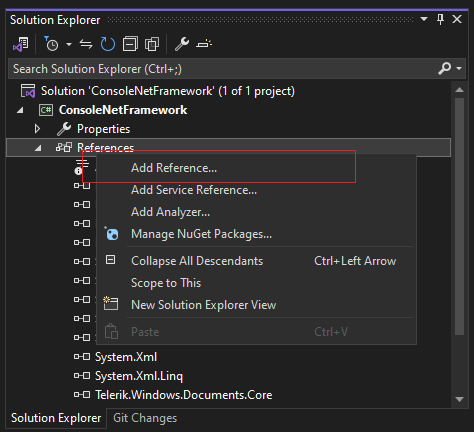 Solution Explorer
Search Solution Explorer (Ctrl+;)
Solution 'ConsoleNetFramework' (1 of 1 project)
C# ConsoleNetFramework
Properties
References
Add Reference...
Add Service Reference...
Add Analyzer...
Manage NuGet Packages...
Collapse All Descendants Ctrl+Left Arrow
Scope to This
New Solution Explorer View
Paste Ctrl+V
System.Xml
System.Xml.Linq
Telerik.Windows.Documents.Core
Solution Explorer Git Changes